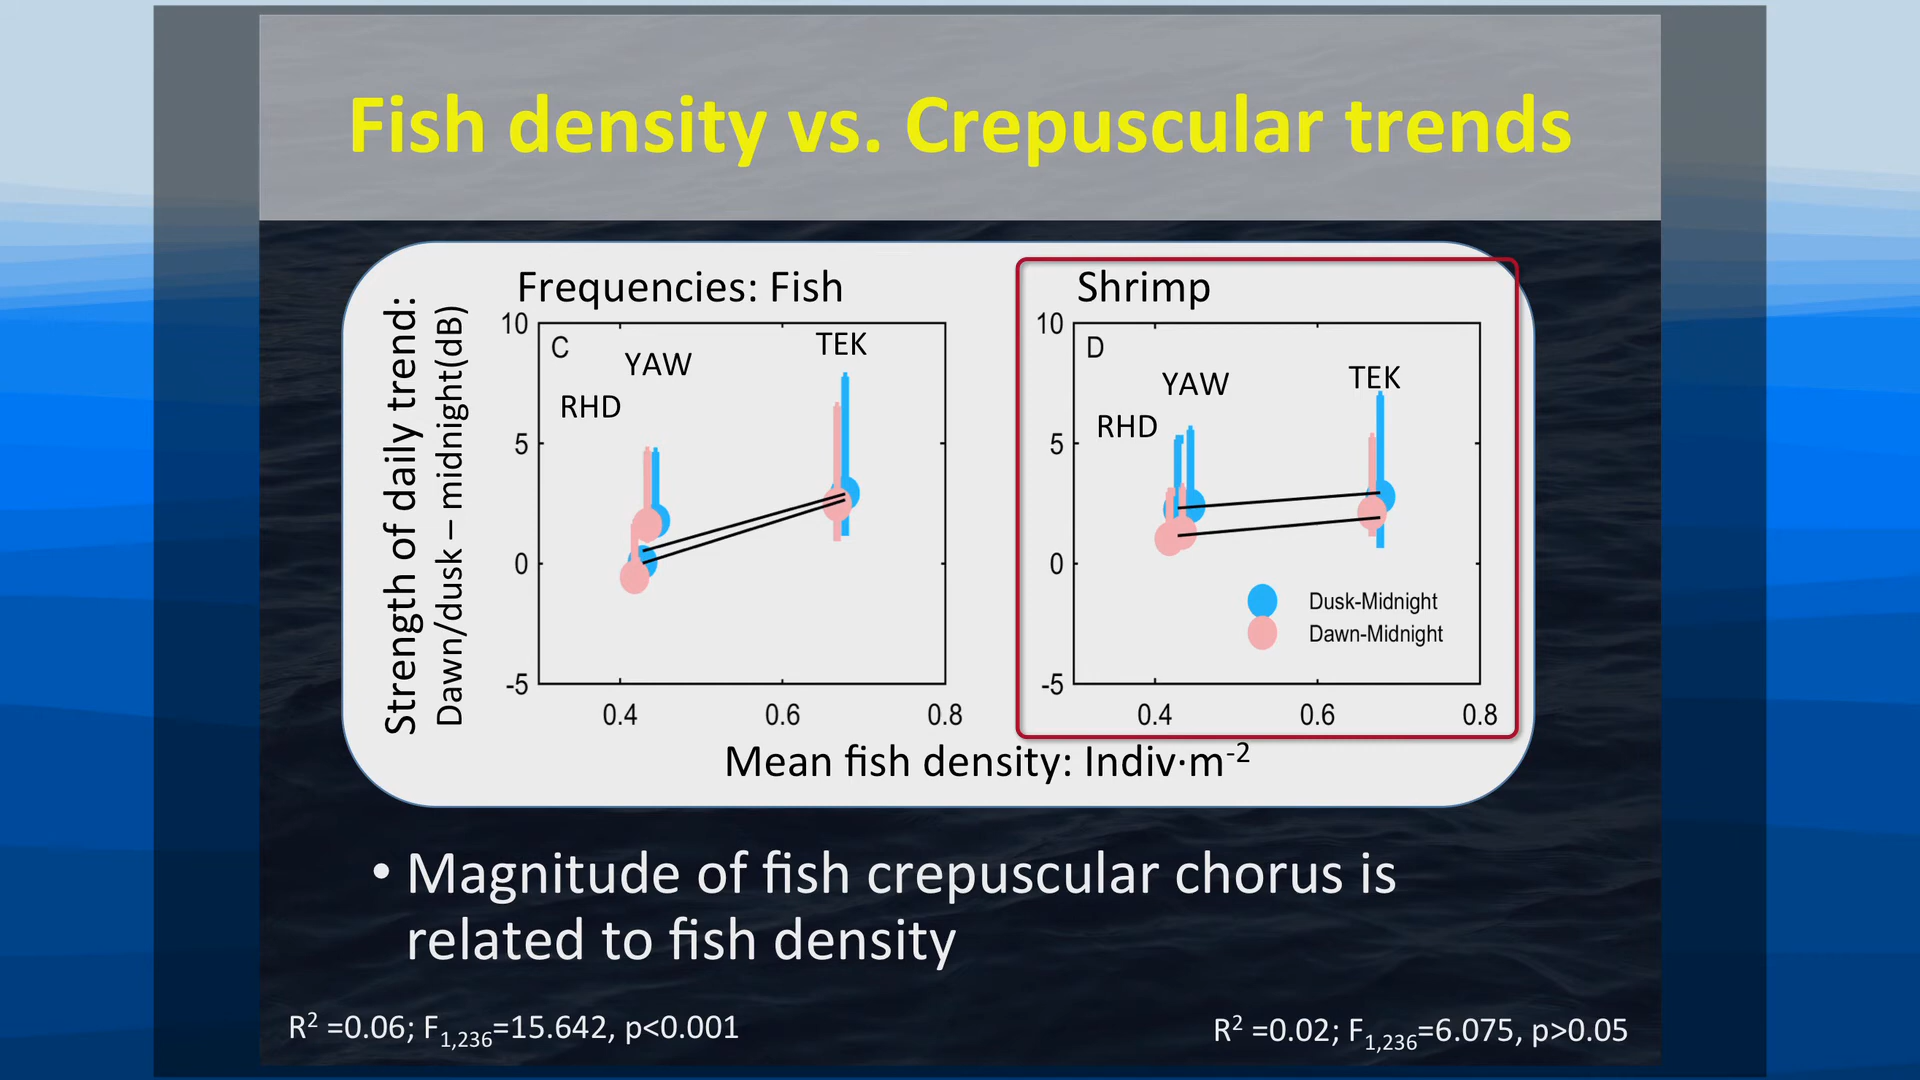 Fish density vs. Crepuscular trends
Strength of daily trend:
Dawn/dusk – midnight(dB)
Frequencies: Fish
10
5
0
-5
C
RHD
YAW
TEK
0.4 0.6 0.8
Shrimp
10
5
0
-5
D
RHD
YAW
TEK
Dusk-Midnight
Dawn-Midnight
0.4 0.6 0.8
Mean fish density: Indiv·m⁻²
• Magnitude of fish crepuscular chorus is
related to fish density
R² =0.06; F₁,₂₃₆=15.642, p<0.001
R² =0.02; F₁,₂₃₆=6.075, p>0.05